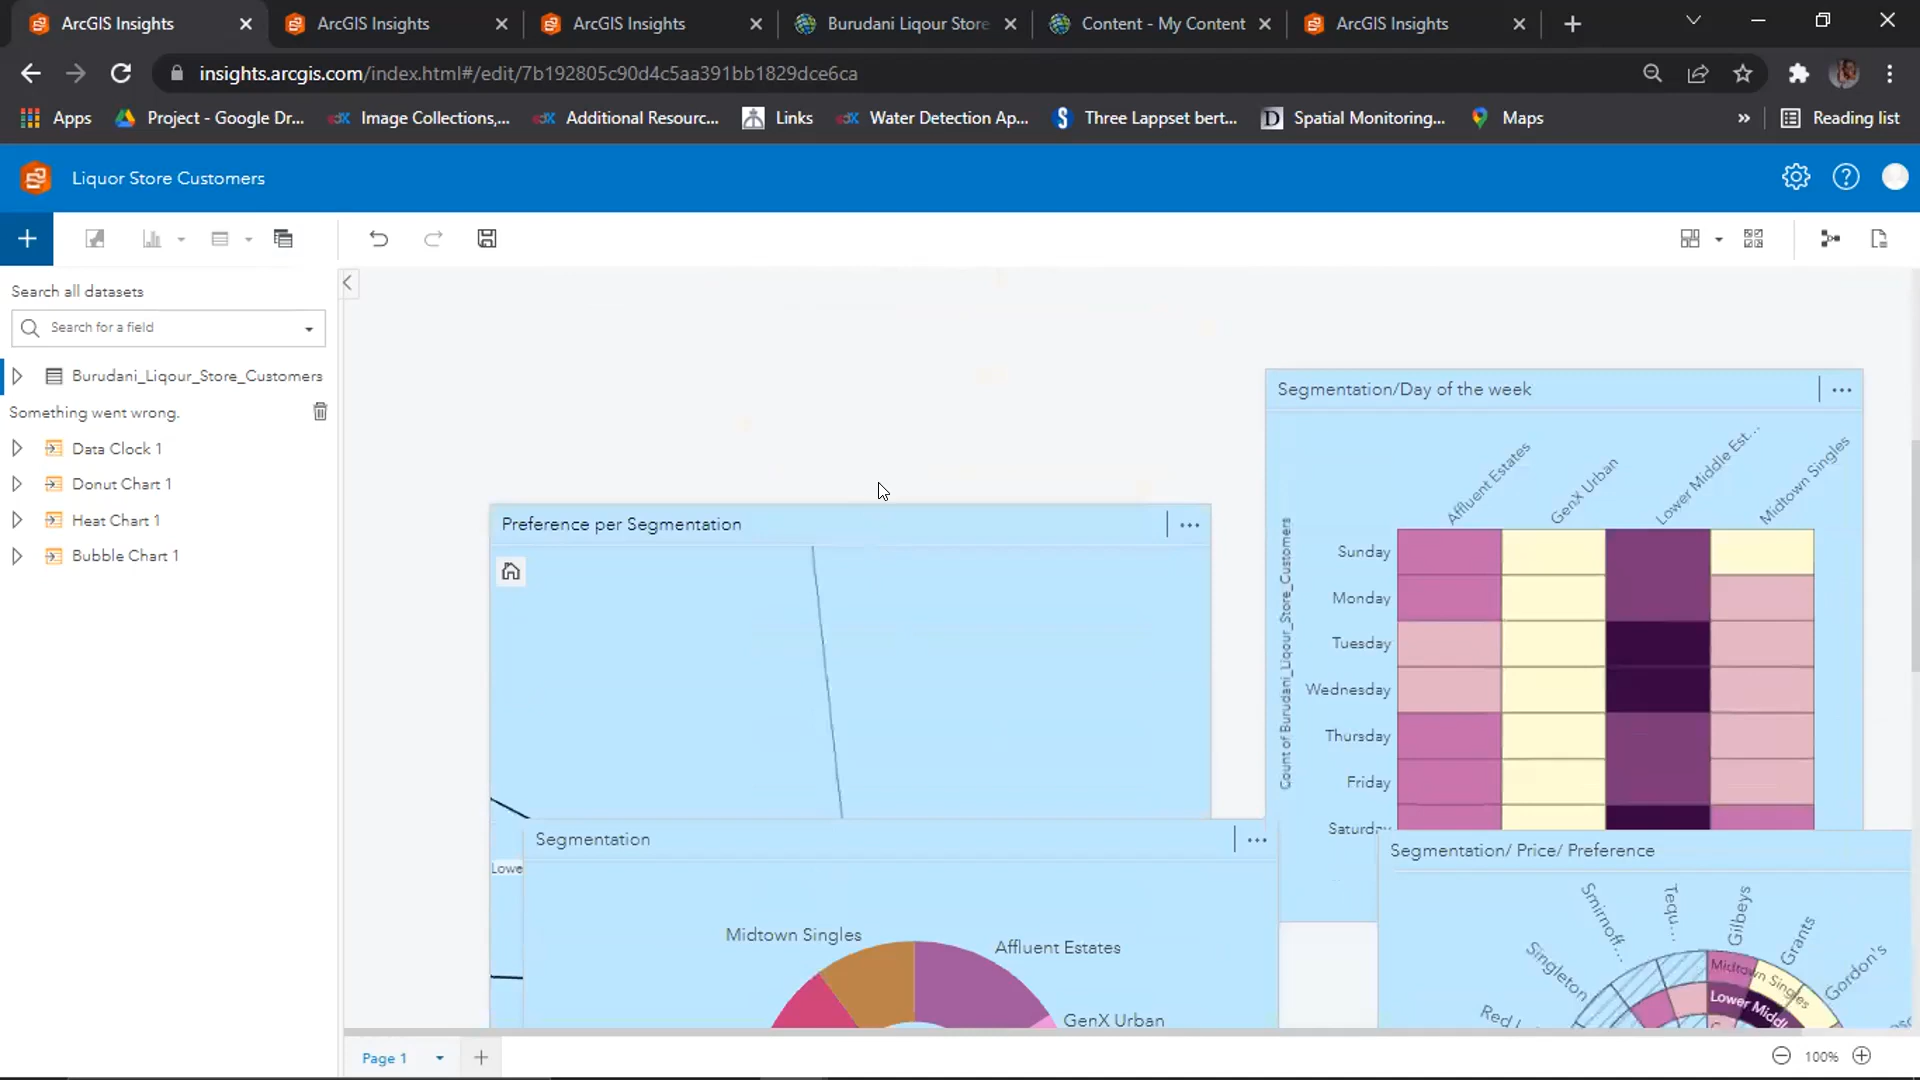 ArcGIS Insights
ArcGIS Insights
ArcGIS Insights
Burudani Liqour Store
Content - My Content
ArcGIS Insights
insights.arcgis.com/index.html#/edit/7b192805c90d4c5aa391bb1829dce6ca
Apps
Project - Google Dr...
Image Collections,...
Additional Resourc...
Links
Water Detection Ap...
Three Lappset bert...
Spatial Monitoring...
Maps
»
Reading list
Liquor Store Customers
Search all datasets
Search for a field
Burudani_Liqour_Store_Customers
Something went wrong.
Data Clock 1
Donut Chart 1
Heat Chart 1
Bubble Chart 1
Segmentation/Day of the week
Affluent Estates
GenX Urban
Lower Middle Est...
Midtown Singles
Count of Burudani_Liqour_Store_Customers
Sunday
Monday
Tuesday
Wednesday
Thursday
Friday
Saturday
Preference per Segmentation
Lowe
Segmentation
Midtown Singles
Affluent Estates
GenX Urban
Segmentation/ Price/ Preference
Singleton
Smirnoff...
Tequ...
Gilbeys
Grants
Gordon's
Midtown Singles
Page 1
100%